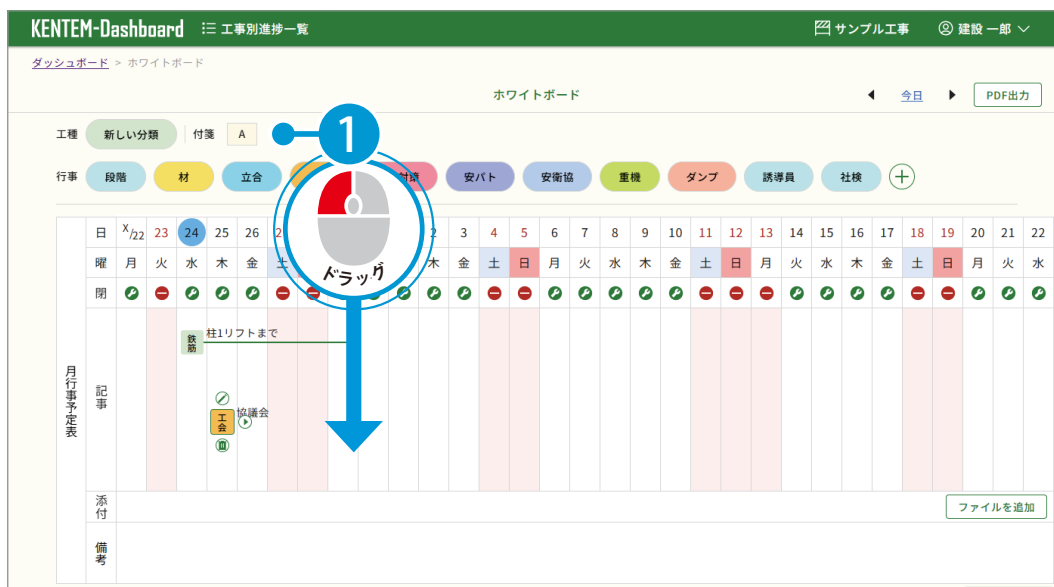 KENTEM-Dashboard 工事別進捗一覧 サンプル工事 建設 一郎
ダッシュボード > ホワイトボード
ホワイトボード 今日 PDF出力
工種 新しい分類 付箋 A 1
行事 段階 材 立合 安パト 安衛協 重機 ダンプ 誘導員 社検
日 X/22 23 24 25 26 2 3 4 5 6 7 8 9 10 11 12 13 14 15 16 17 18 19 20 21 22
曜 月 火 水 木 金 土 木 金 土 日 月 火 水 木 金 土 日 月 火 水 木 金 土 日 月 火 水
ドラッグ
閉
鉄筋 柱1リフトまで
月行事予定表
記事
工会 協議会
添付 ファイルを追加
備考